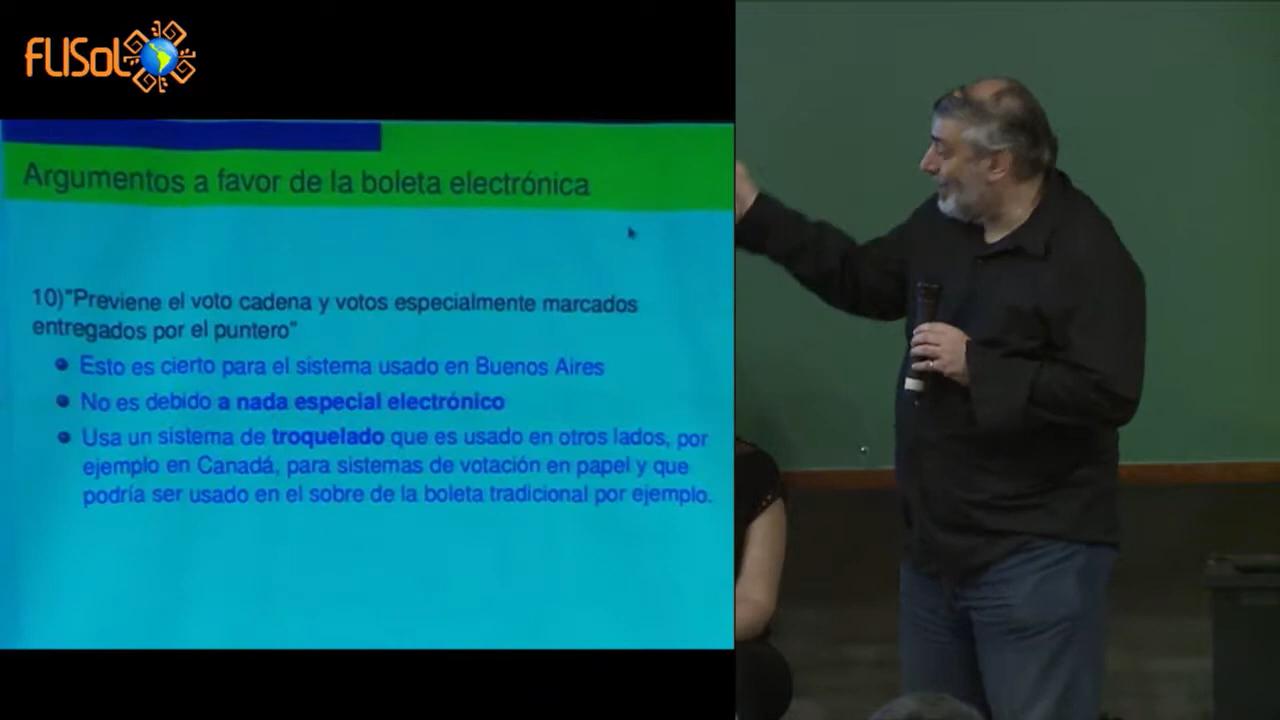 FLISoL
Argumentos a favor de la boleta electrónica
10)"Previene el voto cadena y votos especialmente marcados
entregados por el puntero"
Esto es cierto para el sistema usado en Buenos Aires
No es debido a nada especial electrónico
Usa un sistema de troquelado que es usado en otros lados, por
ejemplo en Canadá, para sistemas de votación en papel y que
podría ser usado en el sobre de la boleta tradicional por ejemplo.